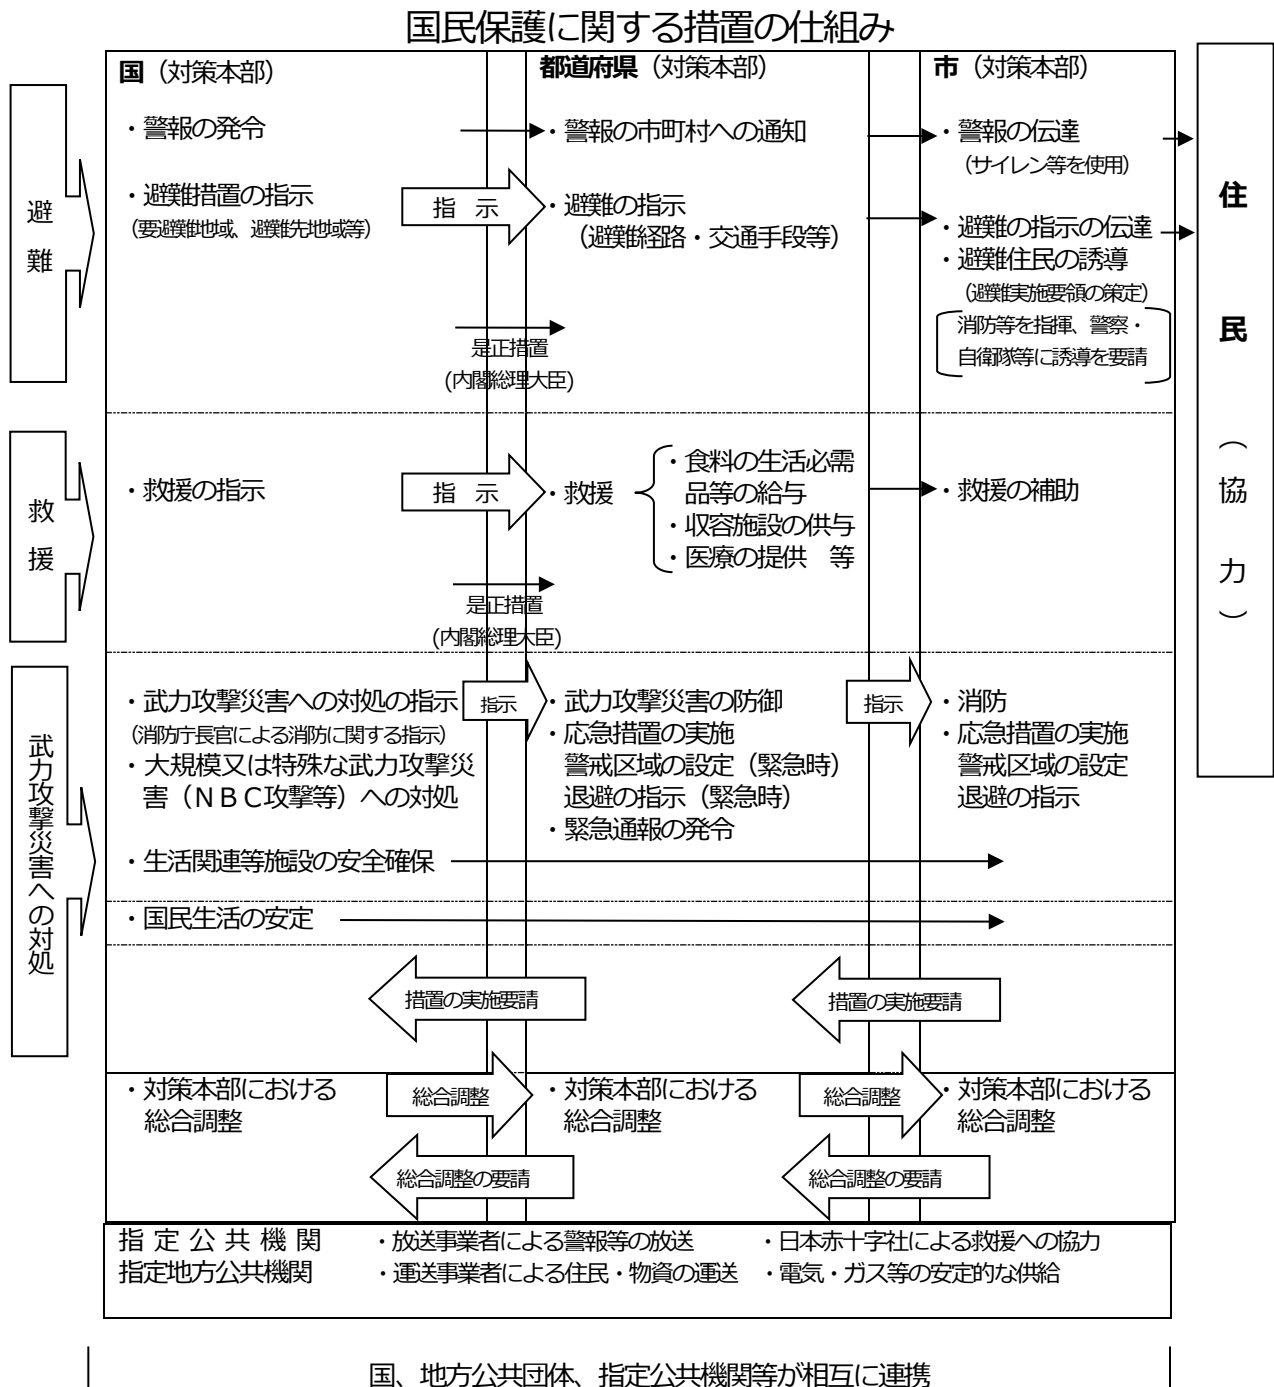 国民保護に関する措置の仕組み
国（対策本部）
都道府県（対策本部）
市（対策本部）
避難
・警報の発令
・警報の市町村への通知
・警報の伝達
（サイレン等を使用）
・避難措置の指示
（要避難地域、避難先地域等）
指 示
・避難の指示
（避難経路・交通手段等）
・避難の指示の伝達
・避難住民の誘導
（避難実施要領の策定）
消防等を指揮、警察・
自衛隊等に誘導を要請
是正措置
(内閣総理大臣)
住民（協力）
救援
・救援の指示
指 示
・救援
・食料の生活必需
品等の給与
・収容施設の供与
・医療の提供　等
・救援の補助
是正措置
(内閣総理大臣)
武力攻撃災害への対処
・武力攻撃災害への対処の指示
（消防庁長官による消防に関する指示）
・大規模又は特殊な武力攻撃災
害（ＮＢＣ攻撃等）への対処
指示
・武力攻撃災害の防御
・応急措置の実施
警戒区域の設定（緊急時）
退避の指示（緊急時）
・緊急通報の発令
指示
・消防
・応急措置の実施
警戒区域の設定
退避の指示
・生活関連等施設の安全確保
・国民生活の安定
措置の実施要請
措置の実施要請
・対策本部における
総合調整
総合調整
・対策本部における
総合調整
総合調整
・対策本部における
総合調整
総合調整の要請
総合調整の要請
指 定 公 共 機 関
・放送事業者による警報等の放送
・日本赤十字社による救援への協力
指定地方公共機関
・運送事業者による住民・物資の運送
・電気・ガス等の安定的な供給
国、地方公共団体、指定公共機関等が相互に連携